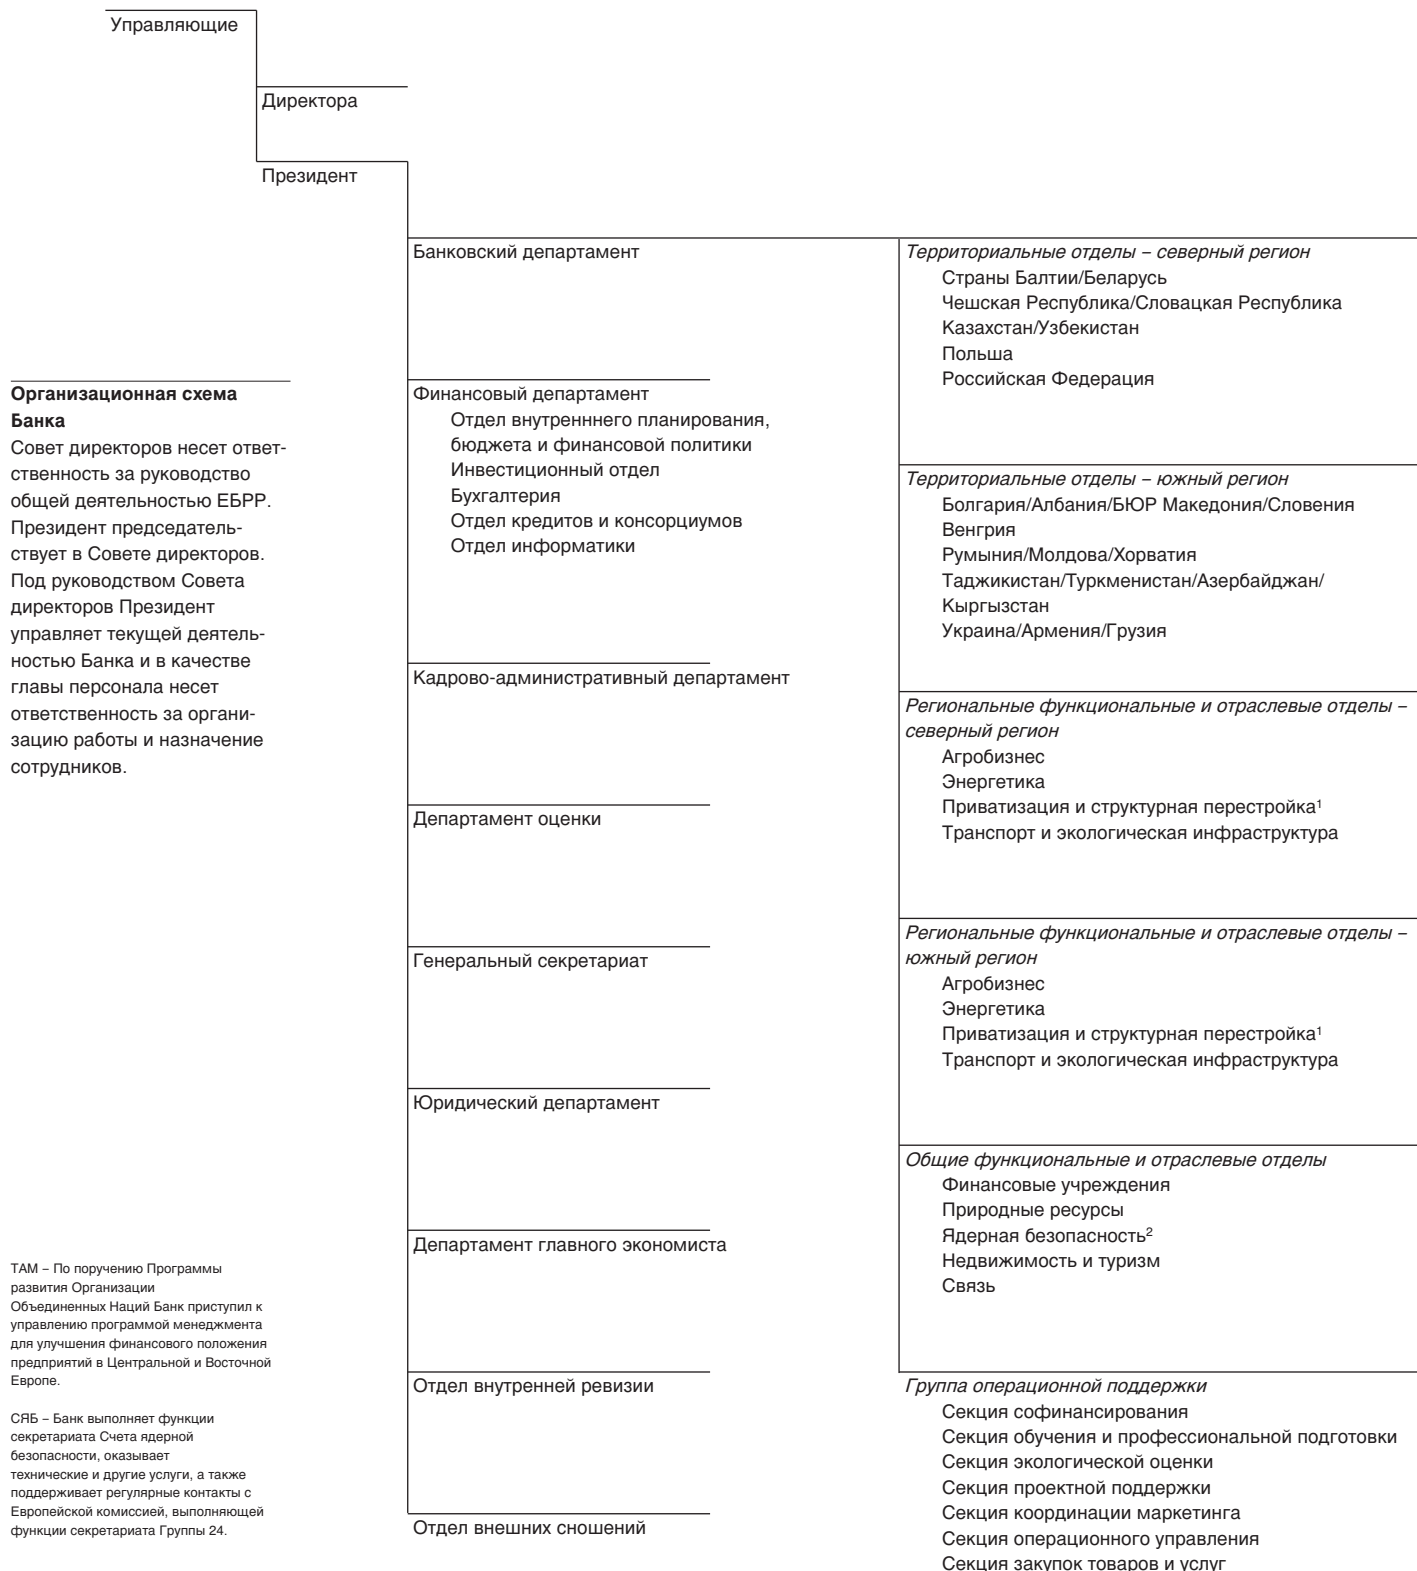 Управляющие
Директора
Президент
Организационная схема
Банка
Совет директоров несет ответ-
ственность за руководство
общей деятельностью ЕБРР.
Президент председатель-
ствует в Совете директоров.
Под руководством Совета
директоров Президент
управляет текущей деятель-
ностью Банка и в качестве
главы персонала несет
ответственность за органи-
зацию работы и назначение
сотрудников.
ТАМ – По поручению Программы
развития Организации
Объединенных Наций Банк приступил к
управлению программой менеджмента
для улучшения финансового положения
предприятий в Центральной и Восточной
Европе.
СЯБ – Банк выполняет функции
секретариата Счета ядерной
безопасности, оказывает
технические и другие услуги, а также
поддерживает регулярные контакты с
Европейской комиссией, выполняющей
функции секретариата Группы 24.
Банковский департамент
Финансовый департамент
Отдел внутренннего планирования,
бюджета и финансовой политики
Инвестиционный отдел
Бухгалтерия
Отдел кредитов и консорциумов
Отдел информатики
Кадрово-административный департамент
Департамент оценки
Генеральный секретариат
Юридический департамент
Департамент главного экономиста
Отдел внутренней ревизии
Отдел внешних сношений
Территориальные отделы – северный регион
Страны Балтии/Беларусь
Чешская Республика/Словацкая Республика
Казахстан/Узбекистан
Польша
Российская Федерация
Территориальные отделы – южный регион
Болгария/Албания/БЮР Македония/Словения
Венгрия
Румыния/Молдова/Хорватия
Таджикистан/Туркменистан/Азербайджан/
Кыргызстан
Украина/Армения/Грузия
Региональные функциональные и отраслевые отделы –
северный регион
Агробизнес
Энергетика
Приватизация и структурная перестройка¹
Транспорт и экологическая инфраструктура
Региональные функциональные и отраслевые отделы –
южный регион
Агробизнес
Энергетика
Приватизация и структурная перестройка¹
Транспорт и экологическая инфраструктура
Общие функциональные и отраслевые отделы
Финансовые учреждения
Природные ресурсы
Ядерная безопасность²
Недвижимость и туризм
Связь
Группа операционной поддержки
Секция софинансирования
Секция обучения и профессиональной подготовки
Секция экологической оценки
Секция проектной поддержки
Секция координации маркетинга
Секция операционного управления
Секция закупок товаров и услуг